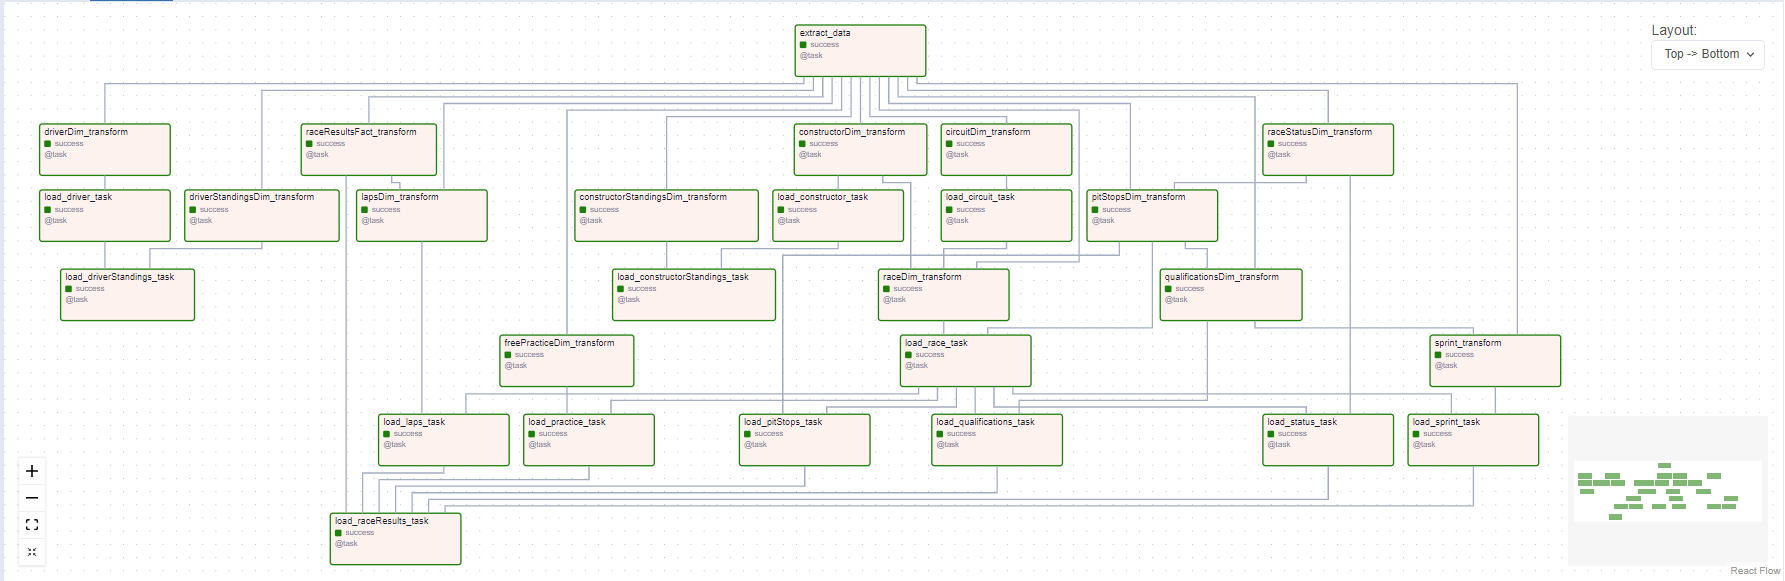 extract_data
success
@task
Layout:
Top -> Bottom
driverDim_transform
success
@task
raceResultsFact_transform
success
@task
constructorDim_transform
success
@task
circuitDim_transform
success
@task
raceStatusDim_transform
success
@task
load_driver_task
success
@task
driverStandingsDim_transform
success
@task
lapsDim_transform
success
@task
constructorStandingsDim_transform
success
@task
load_constructor_task
success
@task
load_circuit_task
success
@task
pitStopsDim_transform
success
@task
load_driverStandings_task
success
@task
load_constructorStandings_task
success
@task
raceDim_transform
success
@task
qualificationsDim_transform
success
@task
freePracticeDim_transform
success
@task
load_race_task
success
@task
sprint_transform
success
@task
load_laps_task
success
@task
load_practice_task
success
@task
load_pitStops_task
success
@task
load_qualifications_task
success
@task
load_status_task
success
@task
load_sprint_task
success
@task
load_raceResults_task
success
@task
React Flow